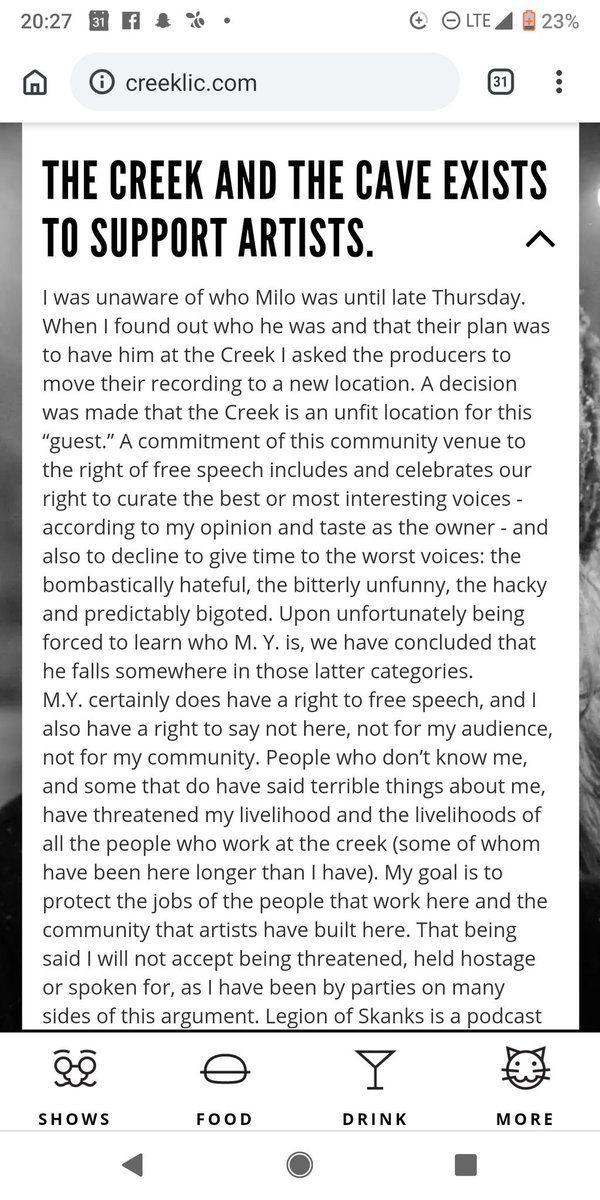 20:27 31 LTE 23%
creeklic.com 31
THE CREEK AND THE CAVE EXISTS
TO SUPPORT ARTISTS.
I was unaware of who Milo was until late Thursday.
When I found out who he was and that their plan was
to have him at the Creek I asked the producers to
move their recording to a new location. A decision
was made that the Creek is an unfit location for this
“guest.” A commitment of this community venue to
the right of free speech includes and celebrates our
right to curate the best or most interesting voices -
according to my opinion and taste as the owner - and
also to decline to give time to the worst voices: the
bombastically hateful, the bitterly unfunny, the hacky
and predictably bigoted. Upon unfortunately being
forced to learn who M. Y. is, we have concluded that
he falls somewhere in those latter categories.
M.Y. certainly does have a right to free speech, and I
also have a right to say not here, not for my audience,
not for my community. People who don’t know me,
and some that do have said terrible things about me,
have threatened my livelihood and the livelihoods of
all the people who work at the creek (some of whom
have been here longer than I have). My goal is to
protect the jobs of the people that work here and the
community that artists have built here. That being
said I will not accept being threatened, held hostage
or spoken for, as I have been by parties on many
sides of this argument. Legion of Skanks is a podcast
SHOWS FOOD DRINK MORE